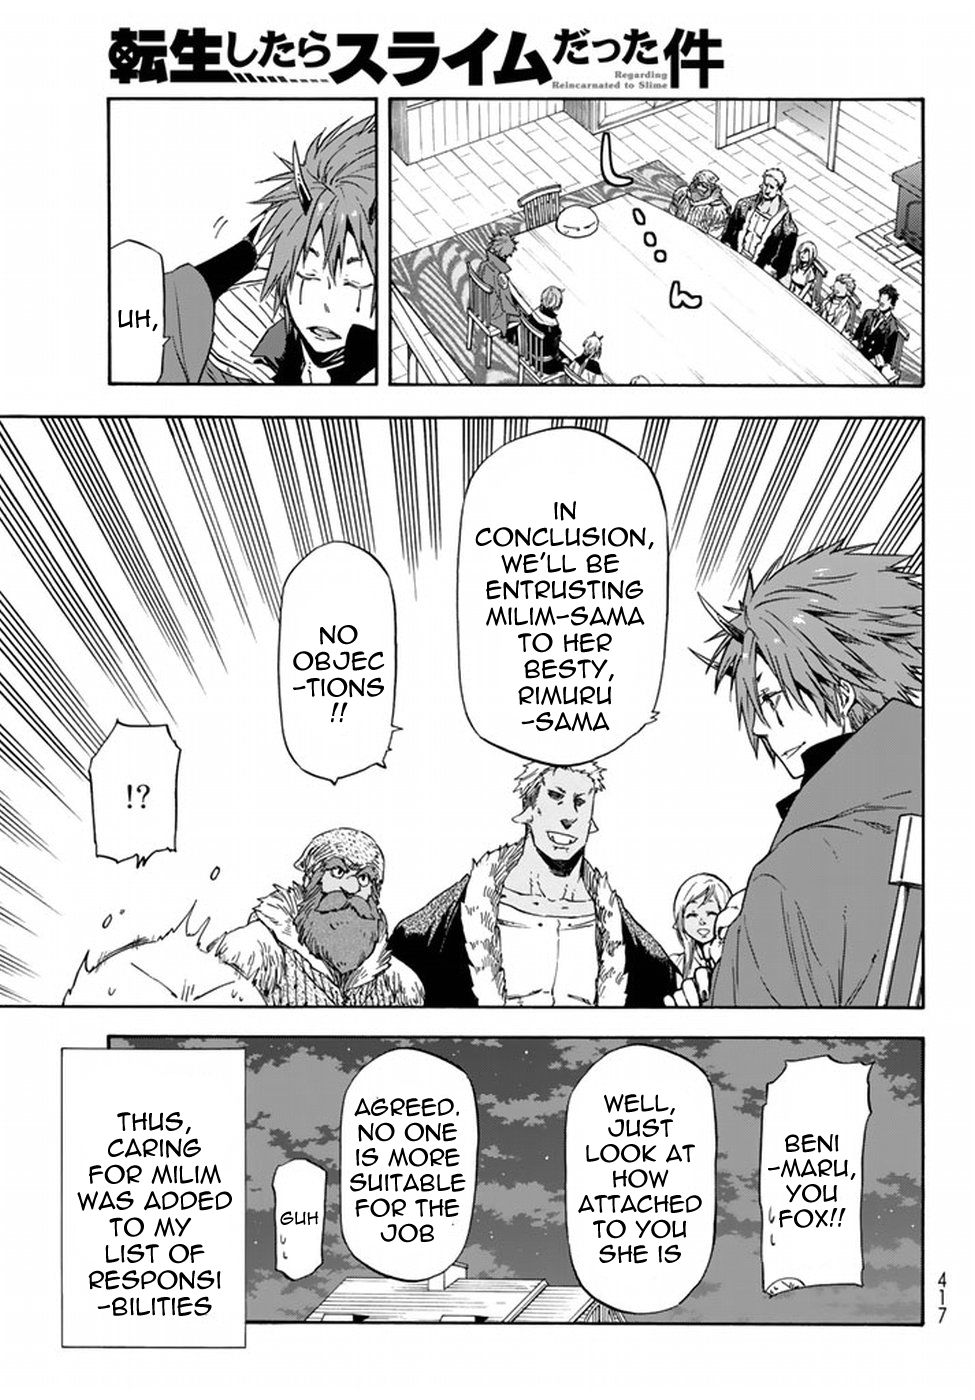 転生したらスライムだった件
Regarding
Reincarnated to Slime
し
。
。
。
。
ん
UH,
IN
CONCLUSION,
WE'LL BE
ENTRUSTING
MILIM-SAMA
TO HER
BESTY,
RIMURU
-SAMA
NO
OBJEC
-TIONS
!!
!?
BENI
-MARU,
YOU
FOX!!
WELL,
JUST
LOOK AT
HOW
ATTACHED
TO YOU
SHE IS
AGREED.
NO ONE
IS MORE
SUITABLE
FOR THE
JOB
GUH
THUS,
CARING
FOR MILIM
WAS ADDED
TO MY
LIST OF
RESPONSI
-BILITIES
417